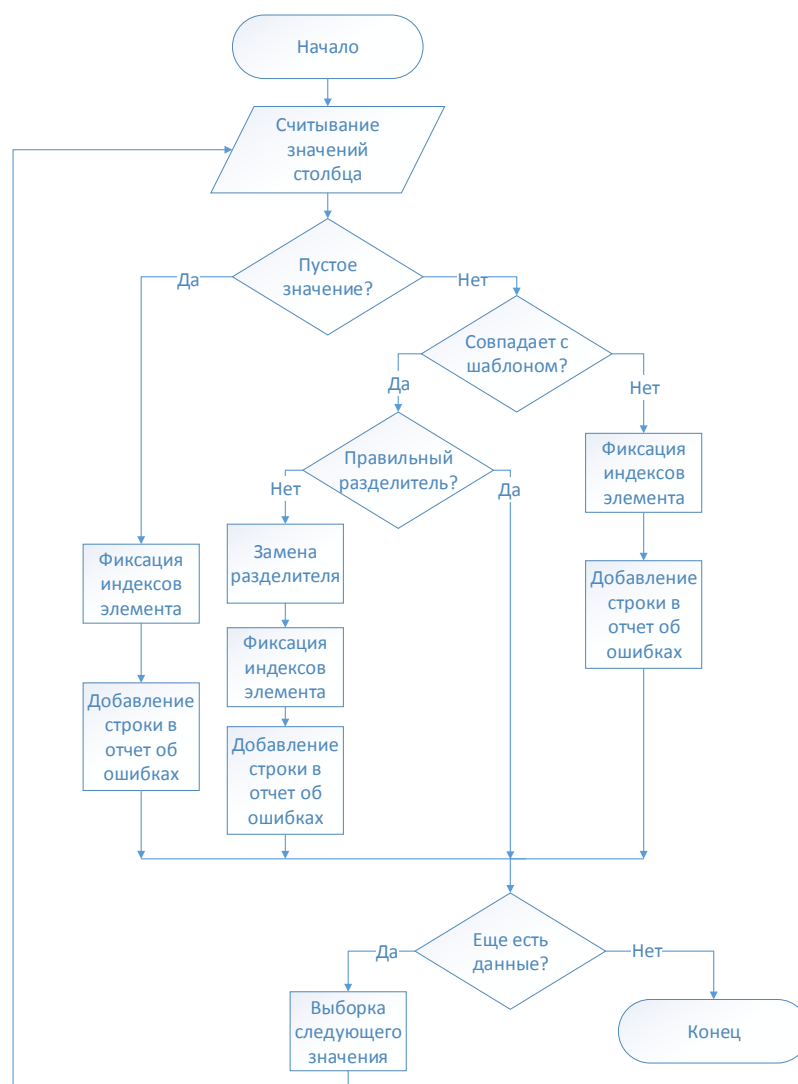 Начало
Считывание
значений
столбца
Пустое
значение?
Да
Нет
Совпадает с
шаблоном?
Да
Нет
Правильный
разделитель?
Нет
Да
Фиксация
индексов
элемента
Замена
разделителя
Фиксация
индексов
элемента
Добавление
строки в
отчет об
ошибках
Фиксация
индексов
элемента
Добавление
строки в
отчет об
ошибках
Добавление
строки в
отчет об
ошибках
Еще есть
данные?
Да
Нет
Выборка
следующего
значения
Конец